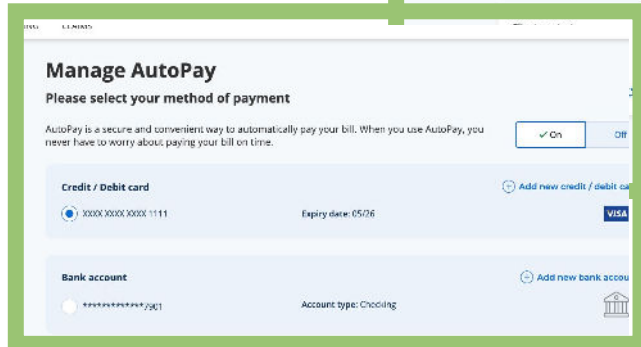 Manage AutoPay
Please select your method of payment
AutoPay is a secure and convenient way to automatically pay your bill. When you use AutoPay, you
never have to worry about paying your bill on time.
On Off
Credit / Debit card
Add new credit / debit ca
XXXX XXXX XXXX 1111 Expiry date: 05/26 VISA
Bank account
Add new bank accou
************7901 Account type: Checking